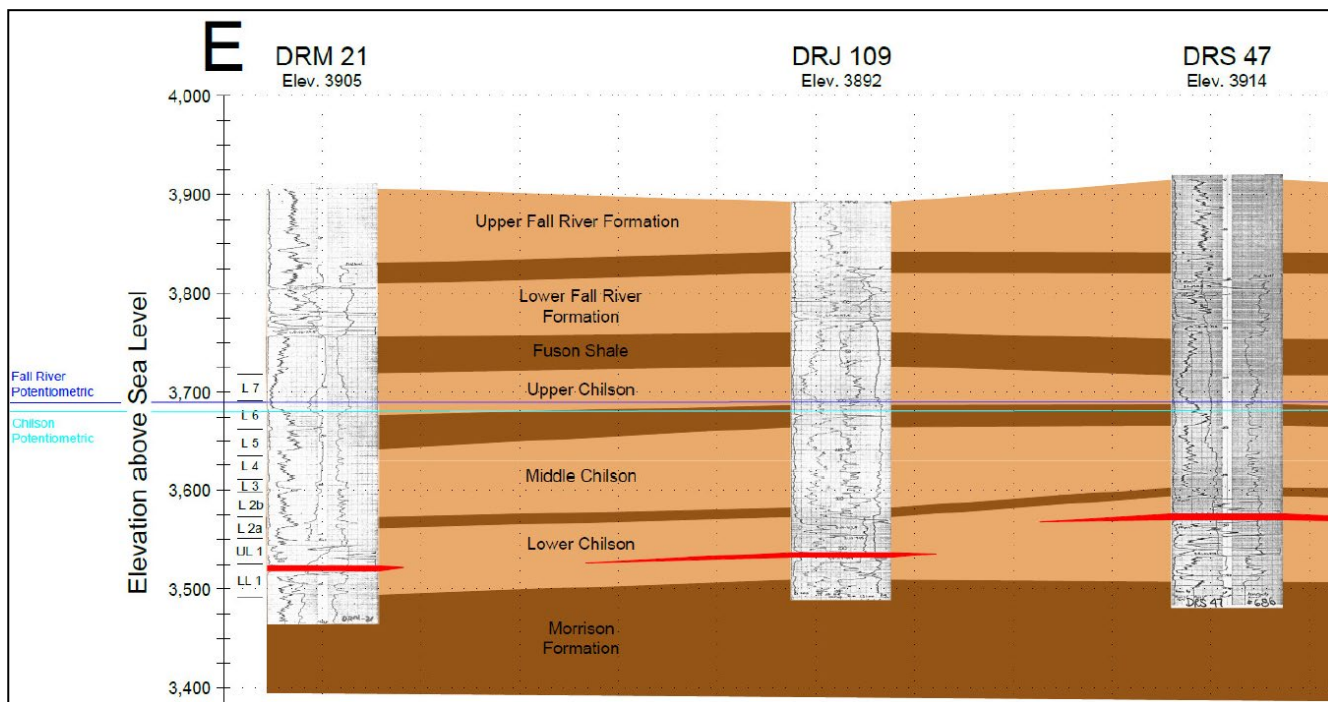 E
DRM 21
Elev. 3905
DRJ 109
Elev. 3892
DRS 47
Elev. 3914
4,000
3,900
3,800
3,700
3,600
3,500
3,400
Elevation above Sea Level
Fall River
Potentiometric
Chilson
Potentiometric
L 7
L 6
L 5
L 4
L 3
L 2b
L 2a
UL 1
LL 1
Upper Fall River Formation
Lower Fall River
Formation
Fuson Shale
Upper Chilson
Middle Chilson
Lower Chilson
Morrison
Formation
DRS 47
686